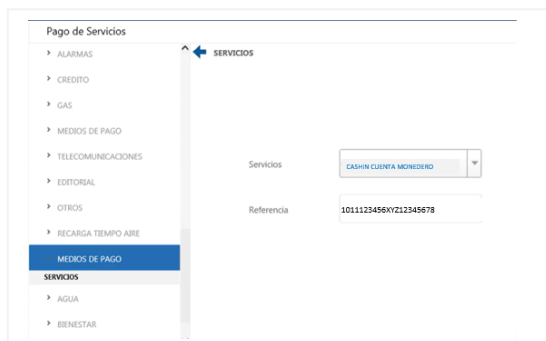 Pago de Servicios
ALARMAS
SERVICIOS
CREDITO
GAS
MEDIOS DE PAGO
TELECOMUNICACIONES
Servicios
CASHIN CUENTA MONEDERO
EDITORIAL
OTROS
Referencia
1011123456XYZ12345678
RECARGA TIEMPO AIRE
MEDIOS DE PAGO
SERVICIOS
AGUA
BIENESTAR